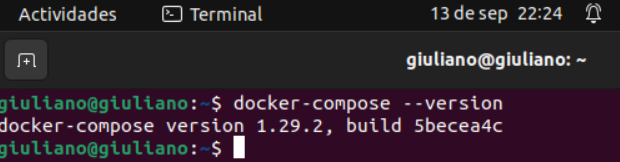 Actividades
Terminal
13 de sep 22:24
giuliano@giuliano: ~
giuliano@giuliano:~$ docker-compose --version
docker-compose version 1.29.2, build 5becea4c
giuliano@giuliano:~$